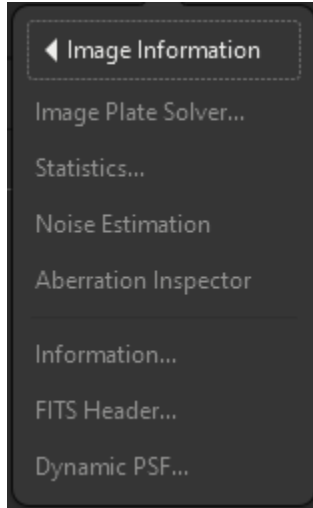 Image Information
Image Plate Solver...
Statistics...
Noise Estimation
Aberration Inspector
Information...
FITS Header...
Dynamic PSF...